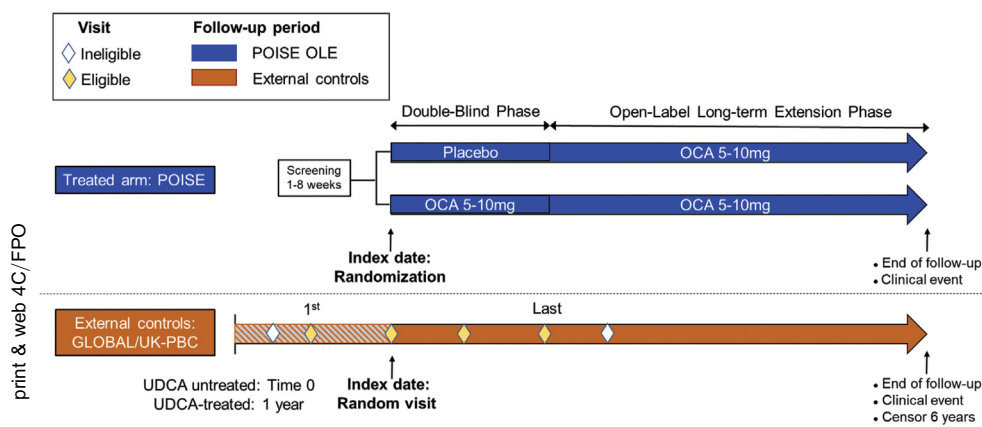 Visit
Follow-up period
Ineligible
POISE OLE
Eligible
External controls
Double-Blind Phase
Open-Label Long-term Extension Phase
Treated arm: POISE
Screening
1-8 weeks
Placebo
OCA 5-10mg
OCA 5-10mg
OCA 5-10mg
Index date:
Randomization
• End of follow-up
• Clinical event
print & web 4C/FPO
External controls:
GLOBAL/UK-PBC
1st
Last
UDCA untreated: Time 0
UDCA-treated: 1 year
Index date:
Random visit
• End of follow-up
• Clinical event
• Censor 6 years